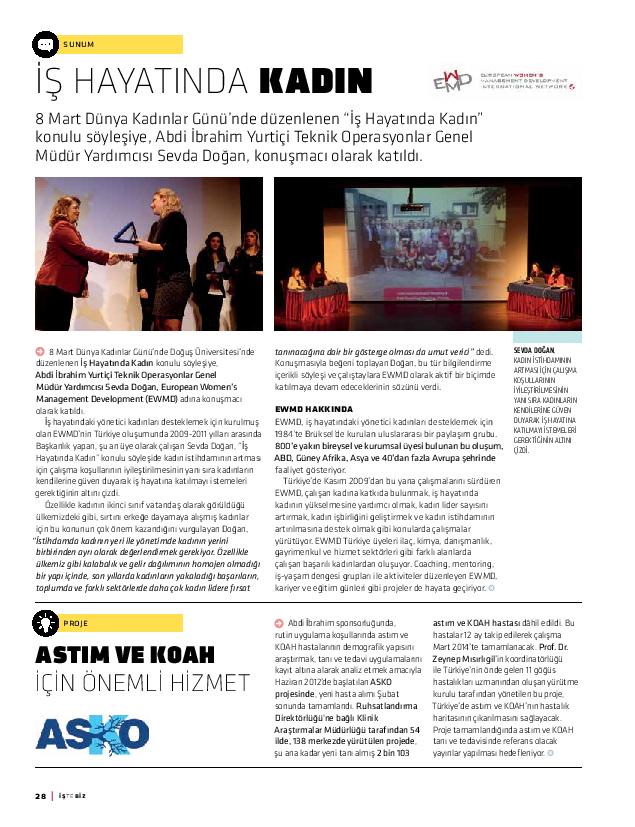 SUNUM
İŞ HAYATINDA KADIN
EWMD EUROPEAN WOMEN'S
MANAGEMENT DEVELOPMENT
INTERNATIONAL NETWORK
8 Mart Dünya Kadınlar Günü'nde düzenlenen “İş Hayatında Kadın”
konulu söyleşiye, Abdi İbrahim Yurtiçi Teknik Operasyonlar Genel
Müdür Yardımcısı Sevda Doğan, konuşmacı olarak katıldı.
8 Mart Dünya Kadınlar Günü'nde Doğuş Üniversitesi'nde
düzenlenen İş Hayatında Kadın konulu söyleşiye,
Abdi İbrahim Yurtiçi Teknik Operasyonlar Genel
Müdür Yardımcısı Sevda Doğan, European Women's
Management Development (EWMD) adına konuşmacı
olarak katıldı.
İş hayatındaki yönetici kadınları desteklemek için kurulmuş
olan EWMD'nin Türkiye oluşumunda 2009-2011 yılları arasında
Başkanlık yapan, şu an üye olarak çalışan Sevda Doğan, “İş
Hayatında Kadın” konulu söyleşide kadın istihdamının artması
için çalışma koşullarının iyileştirilmesinin yanı sıra kadınların
kendilerine güven duyarak iş hayatına katılmayı istemeleri
gerektiğinin altını çizdi.
Özellikle kadının ikinci sınıf vatandaş olarak görüldüğü
ülkemizdeki gibi, sırtını erkeğe dayamaya alışmış kadınlar
için bu konunun çok önem kazandığını vurgulayan Doğan,
“İstihdamda kadının yeri ile yönetimde kadının yerini
birbirinden ayrı olarak değerlendirmek gerekiyor. Özellikle
ülkemiz gibi kalabalık ve gelir dağılımının homojen olmadığı
bir yapı içinde, son yıllarda kadınların yakaladığı başarıların,
toplumda ve farklı sektörlerde daha çok kadın lidere fırsat
tanınacağına dair bir gösterge olması da umut verici” dedi.
Konuşmasıyla beğeni toplayan Doğan, bu tür bilgilendirme
içerikli söyleşi ve çalıştaylara EWMD olarak aktif bir biçimde
katılmaya devam edeceklerinin sözünü verdi.
EWMD HAKKINDA
EWMD, iş hayatındaki yönetici kadınları desteklemek için
1984'te Brüksel'de kurulan uluslararası bir paylaşım grubu.
800'e yakın bireysel ve kurumsal üyesi bulunan bu oluşum,
ABD, Güney Afrika, Asya ve 40'dan fazla Avrupa şehrinde
faaliyet gösteriyor.
Türkiye'de Kasım 2009'dan bu yana çalışmalarını sürdüren
EWMD, çalışan kadına katkıda bulunmak, iş hayatında
kadının yükselmesine yardımcı olmak, kadın lider sayısını
artırmak, kadın işbirliğini geliştirmek ve kadın istihdamının
artırılmasına destek olmak gibi konularda çalışmalar
yürütüyor. EWMD Türkiye üyeleri ilaç, kimya, danışmanlık,
gayrimenkul ve hizmet sektörleri gibi farklı alanlarda
çalışan başarılı kadınlardan oluşuyor. Coaching, mentoring,
iş-yaşam dengesi grupları ile aktiviteler düzenleyen EWMD,
kariyer ve eğitim günleri gibi projeler de hayata geçiriyor.
SEVDA DOĞAN,
KADIN İSTİHDAMININ
ARTMASI İÇİN ÇALIŞMA
KOŞULLARININ
İYİLEŞTİRİLMESİNİN
YANI SIRA KADINLARIN
KENDİLERİNE GÜVEN
DUYARAK İŞ HAYATINA
KATILMAYI İSTEMELERİ
GEREKTİĞİNİN ALTINI
ÇİZDİ.
PROJE
ASTIM VE KOAH
İÇİN ÖNEMLİ HİZMET
ASKO
Abdi İbrahim sponsorluğunda,
rutin uygulama koşullarında astım ve
KOAH hastalarının demografik yapısını
araştırmak, tanı ve tedavi uygulamalarını
kayıt altına alarak analiz etmek amacıyla
Haziran 2012'de başlatılan ASKO
projesinde, yeni hasta alımı Şubat
sonunda tamamlandı. Ruhsatlandırma
Direktörlüğü'ne bağlı Klinik
Araştırmalar Müdürlüğü tarafından 54
ilde, 138 merkezde yürütülen projede,
şu ana kadar yeni tanı almış 2 bin 103
astım ve KOAH hastası dâhil edildi. Bu
hastalar 12 ay takip edilerek çalışma
Mart 2014'te tamamlanacak. Prof. Dr.
Zeynep Mısırlıgil'in koordinatörlüğü
ile Türkiye'nin önde gelen 11 göğüs
hastalıkları uzmanından oluşan yürütme
kurulu tarafından yönetilen bu proje,
Türkiye'de astım ve KOAH'nın hastalık
haritasının çıkarılmasını sağlayacak.
Proje tamamlandığında astım ve KOAH
tanı ve tedavisinde referans olacak
yayınlar yapılması hedefleniyor.
28 | İŞTEBİZ